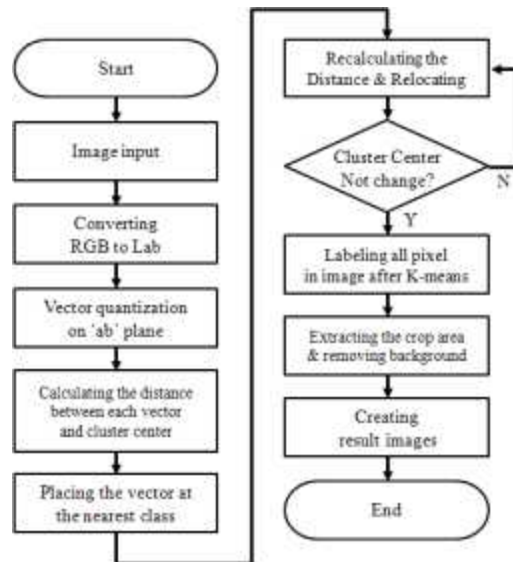 Start
Image input
Converting
RGB to Lab
Vector quantization
on 'ab' plane
Calculating the distance
between each vector
and cluster center
Placing the vector at
the nearest class
Recalculating the
Distance & Relocating
Cluster Center
Not change?
N
Y
Labeling all pixel
in image after K-means
Extracting the crop area
& removing background
Creating
result images
End